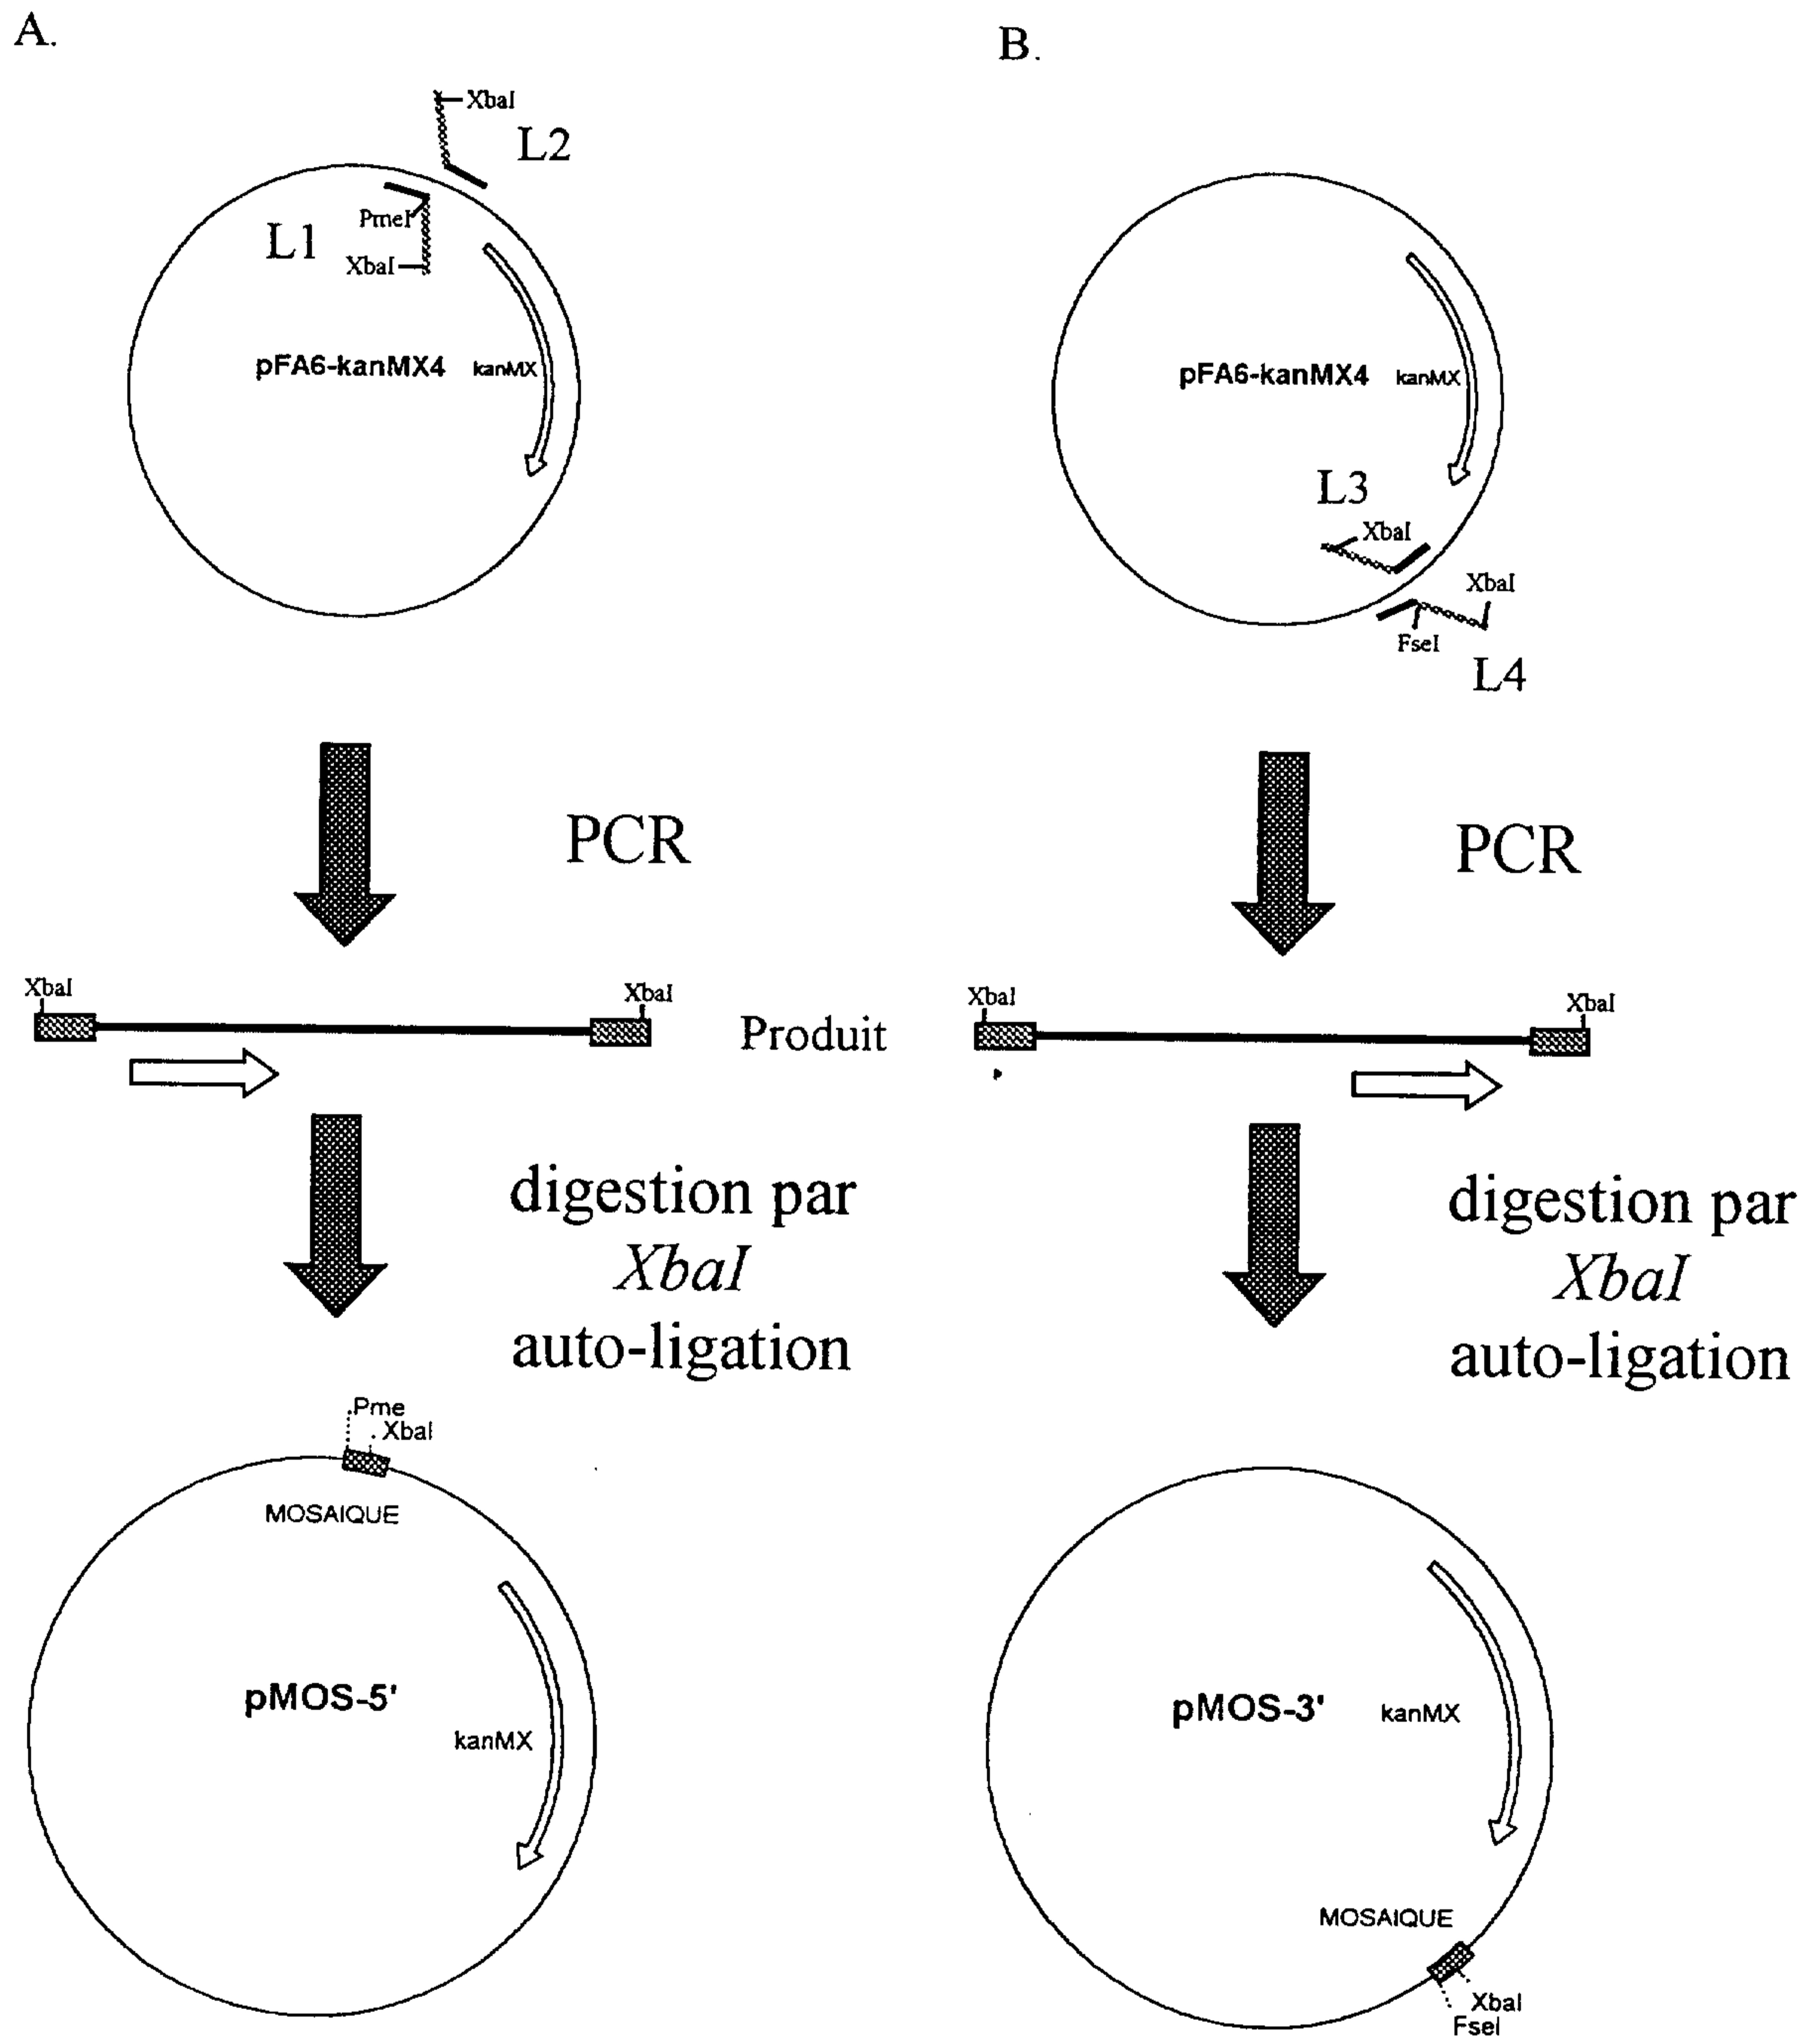 A.
XbaI
L2
PmeI
L1
XbaI
pFA6-kanMX4
kanMX
PCR
XbaI
XbaI
Produit
digestion par
XbaI
auto-ligation
Pme
XbaI
MOSAIQUE
pMOS-5'
kanMX
B.
pFA6-kanMX4
kanMX
L3
XbaI
XbaI
FseI
L4
PCR
XbaI
XbaI
digestion par
XbaI
auto-ligation
pMOS-3'
kanMX
MOSAIQUE
XbaI
FseI